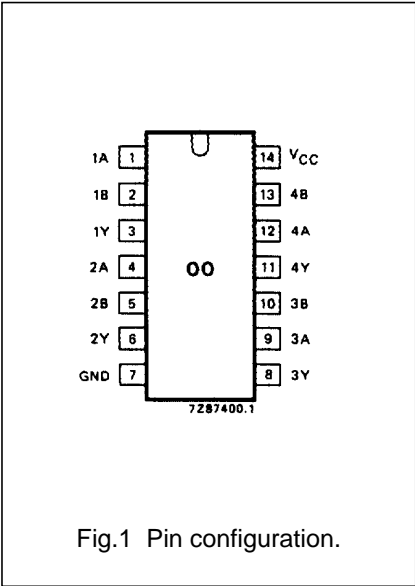 1A 1 14 VCC
1B 2 13 4B
1Y 3 12 4A
2A 4 00 11 4Y
2B 5 10 3B
2Y 6 9 3A
GND 7 8 3Y
7Z87400.1
Fig.1 Pin configuration.